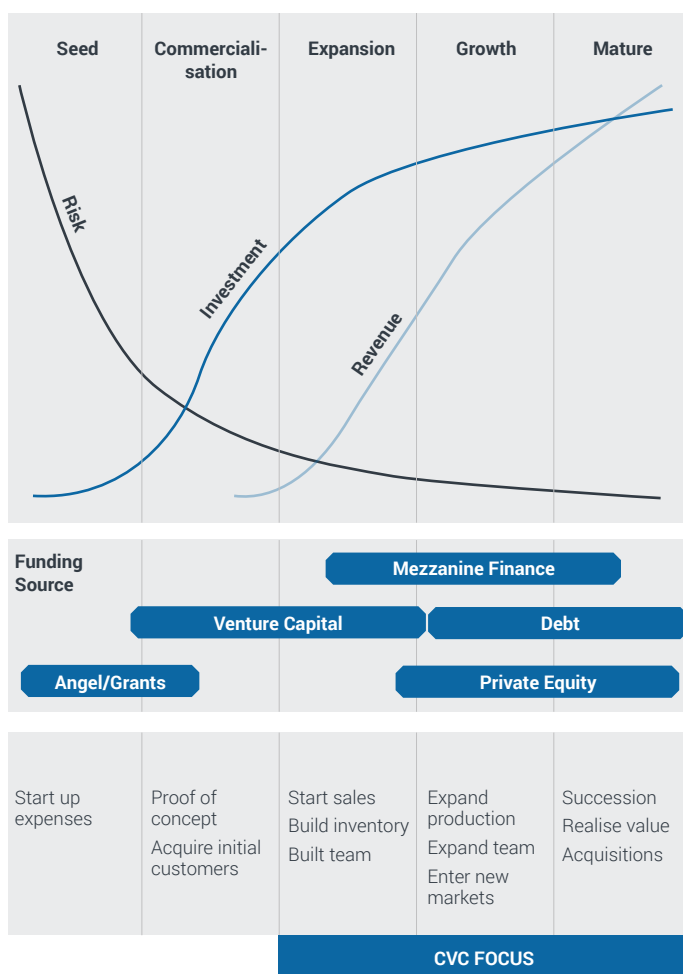 Seed
Commerciali-
sation
Expansion
Growth
Mature
Risk
Investment
Revenue
Funding
Source
Mezzanine Finance
Venture Capital
Debt
Angel/Grants
Private Equity
Start up
expenses
Proof of
concept
Acquire initial
customers
Start sales
Build inventory
Built team
Expand
production
Expand team
Enter new
markets
Succession
Realise value
Acquisitions
CVC FOCUS